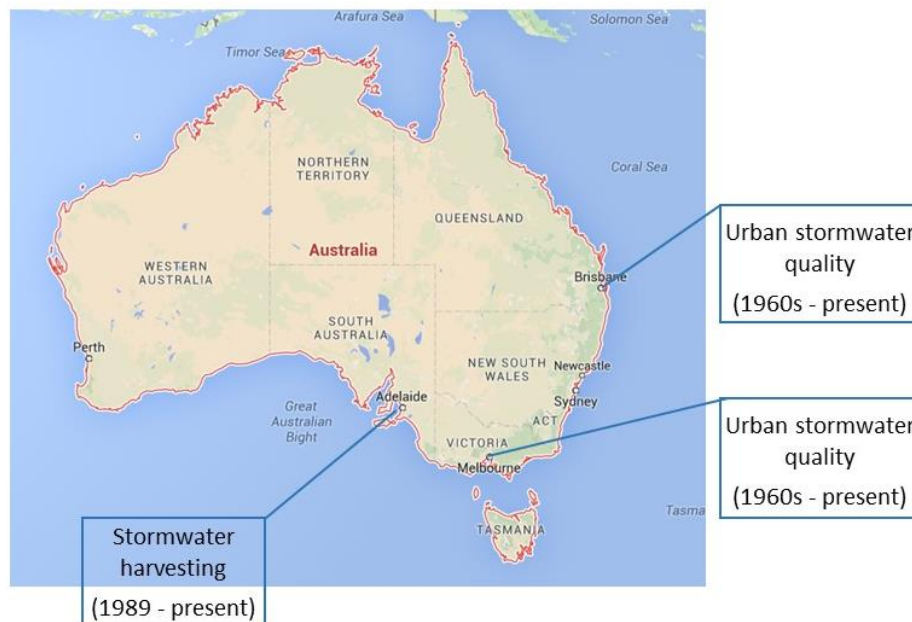 Arafura Sea
Solomon Sea
Timor Sea
NORTHERN
TERRITORY
Coral Sea
QUEENSLAND
Australia
WESTERN
AUSTRALIA
Brisbane
SOUTH
AUSTRALIA
Perth
NEW SOUTH
WALES
Newcastle
Adelaide
Sydney
Great
Australian
Bight
ACT
VICTORIA
Melbourne
Tasma
TASMANIA
Urban stormwater
quality
(1960s - present)
Urban stormwater
quality
(1960s - present)
Stormwater
harvesting
(1989 - present)